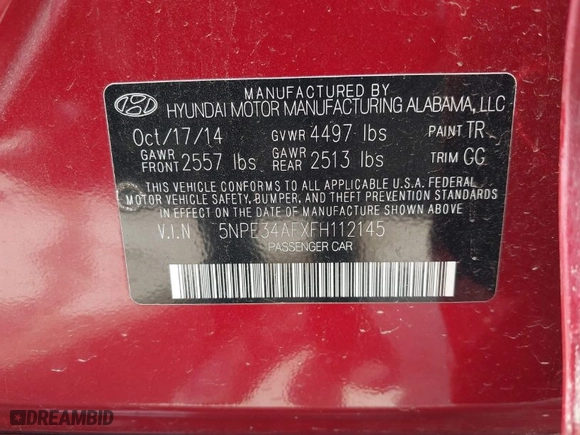 MANUFACTURED BY
HYUNDAI MOTOR MANUFACTURING ALABAMA, LLC
Oct/17/14 GVWR 4497 lbs PAINT TR
GAWR FRONT 2557 lbs GAWR REAR 2513 lbs TRIM GG
THIS VEHICLE CONFORMS TO ALL APPLICABLE U.S.A. FEDERAL
MOTOR VEHICLE SAFETY, BUMPER, AND THEFT PREVENTION STANDARDS
IN EFFECT ON THE DATE OF MANUFACTURE SHOWN ABOVE.
V.I.N 5NPE34AFXFH112145
PASSENGER CAR
DREAMBID